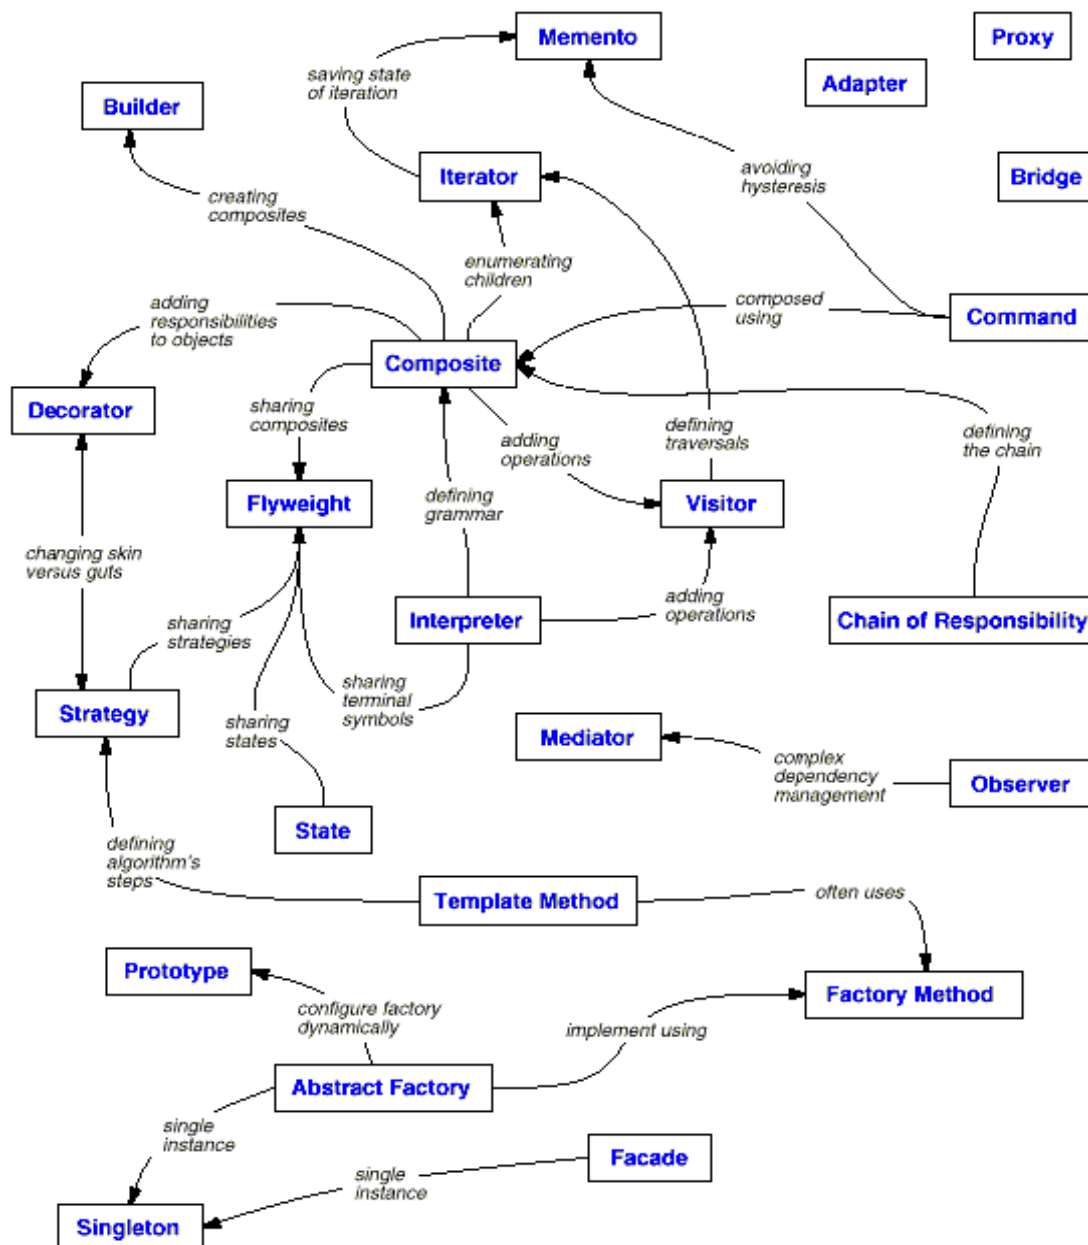 Memento
Proxy
saving state
of iteration
Adapter
Builder
avoiding
hysteresis
Iterator
Bridge
creating
composites
enumerating
children
adding
responsibilities
to objects
composed
using
Command
Composite
Decorator
sharing
composites
adding
operations
defining
traversals
defining
the chain
Flyweight
defining
grammar
Visitor
changing skin
versus guts
sharing
strategies
Interpreter
adding
operations
Chain of Responsibility
sharing
terminal
symbols
Strategy
sharing
states
Mediator
complex
dependency
management
Observer
State
defining
algorithm's
steps
Template Method
often uses
Prototype
Factory Method
configure factory
dynamically
implement using
Abstract Factory
single
instance
Facade
single
instance
Singleton